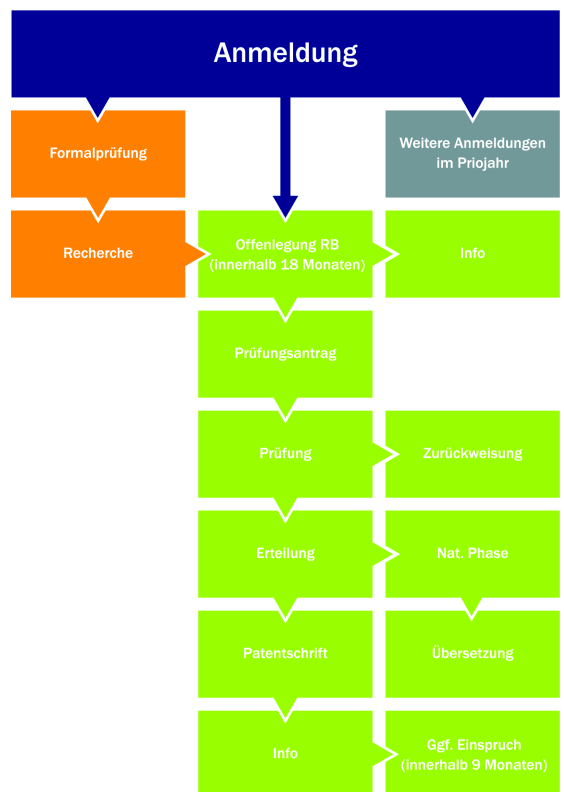 Anmeldung
Formalprüfung
Weitere Anmeldungen
im Priojahr
Recherche
Offenlegung RB
(innerhalb 18 Monaten)
Info
Prüfungsantrag
Prüfung
Zurückweisung
Erteilung
Nat. Phase
Patentschrift
Übersetzung
Info
Ggf. Einspruch
(innerhalb 9 Monaten)